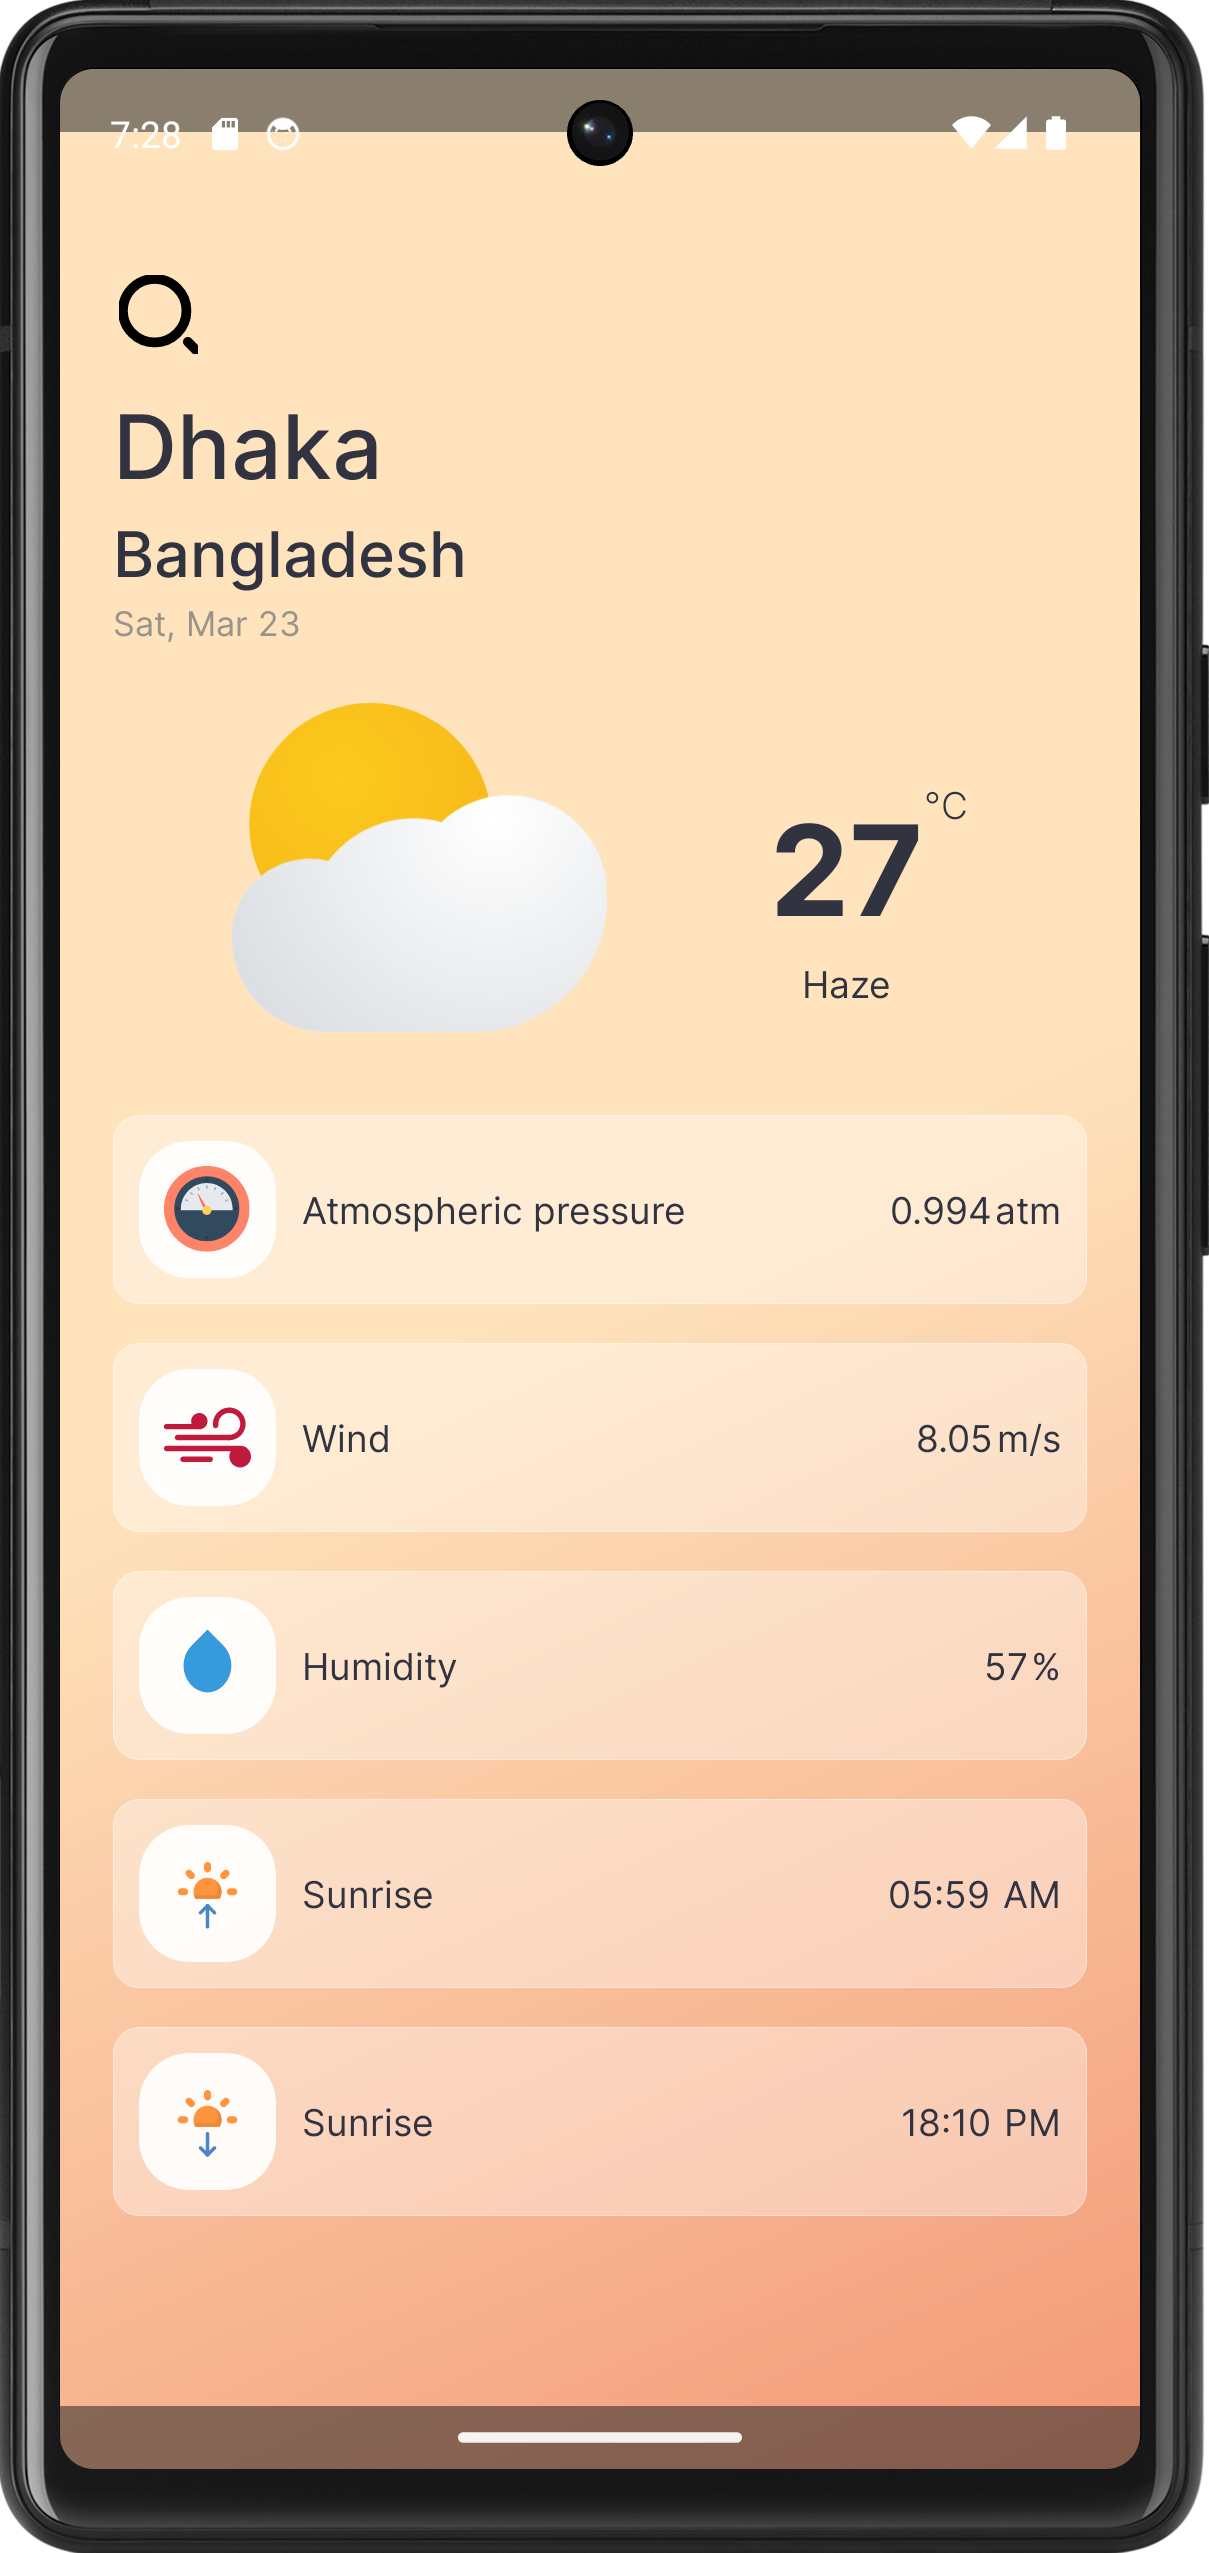 7:28
Dhaka
Bangladesh
Sat, Mar 23
27 °C
Haze
Atmospheric pressure 0.994 atm
Wind 8.05 m/s
Humidity 57 %
Sunrise 05:59 AM
Sunrise 18:10 PM